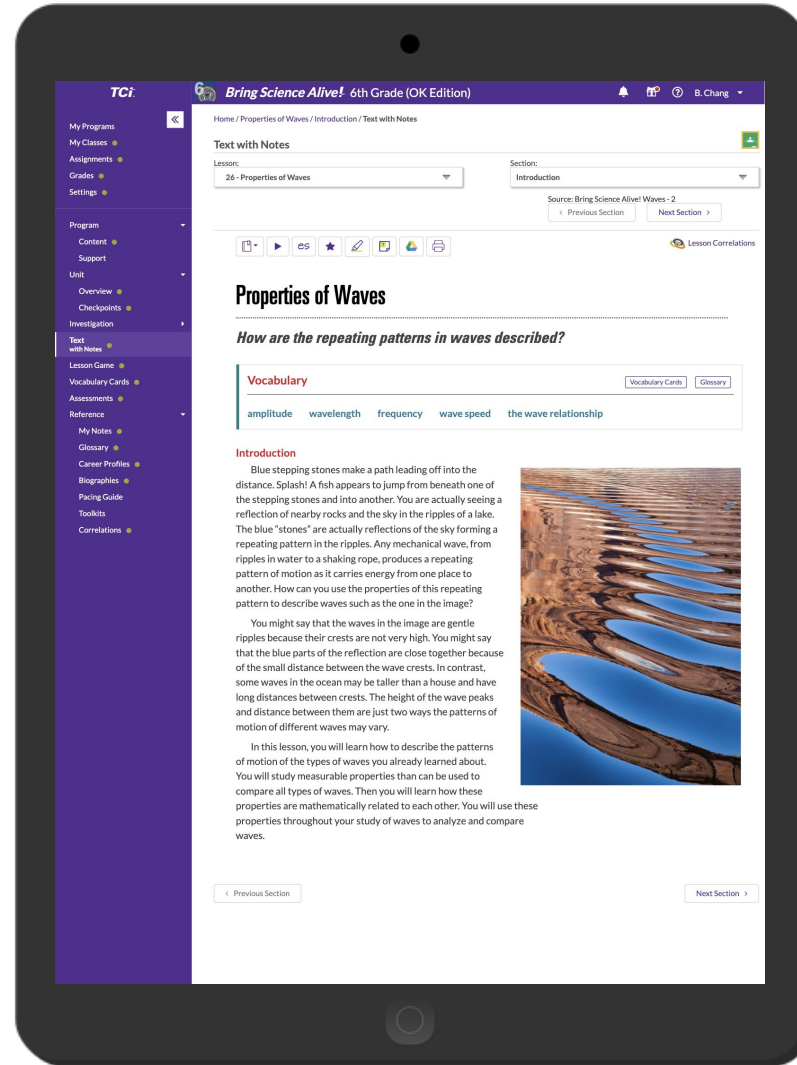 TCi
6 Bring Science Alive! 6th Grade (OK Edition)
B. Chang
My Programs
My Classes
Assignments
Grades
Settings
Program
Content
Support
Unit
Overview
Checkpoints
Investigation
Text
with Notes
Lesson Game
Vocabulary Cards
Assessments
Reference
My Notes
Glossary
Career Profiles
Biographies
Pacing Guide
Toolkits
Correlations
Home / Properties of Waves / Introduction / Text with Notes
Text with Notes
Lesson:
26 - Properties of Waves
Section:
Introduction
Source: Bring Science Alive! Waves - 2
< Previous Section Next Section >
es
Lesson Correlations
Properties of Waves
How are the repeating patterns in waves described?
Vocabulary
Vocabulary Cards Glossary
amplitude wavelength frequency wave speed the wave relationship
Introduction
Blue stepping stones make a path leading off into the
distance. Splash! A fish appears to jump from beneath one of
the stepping stones and into another. You are actually seeing a
reflection of nearby rocks and the sky in the ripples of a lake.
The blue “stones” are actually reflections of the sky forming a
repeating pattern in the ripples. Any mechanical wave, from
ripples in water to a shaking rope, produces a repeating
pattern of motion as it carries energy from one place to
another. How can you use the properties of this repeating
pattern to describe waves such as the one in the image?
You might say that the waves in the image are gentle
ripples because their crests are not very high. You might say
that the blue parts of the reflection are close together because
of the small distance between the wave crests. In contrast,
some waves in the ocean may be taller than a house and have
long distances between crests. The height of the wave peaks
and distance between them are just two ways the patterns of
motion of different waves may vary.
In this lesson, you will learn how to describe the patterns
of motion of the types of waves you already learned about.
You will study measurable properties than can be used to
compare all types of waves. Then you will learn how these
properties are mathematically related to each other. You will use these
properties throughout your study of waves to analyze and compare
waves.
< Previous Section
Next Section >